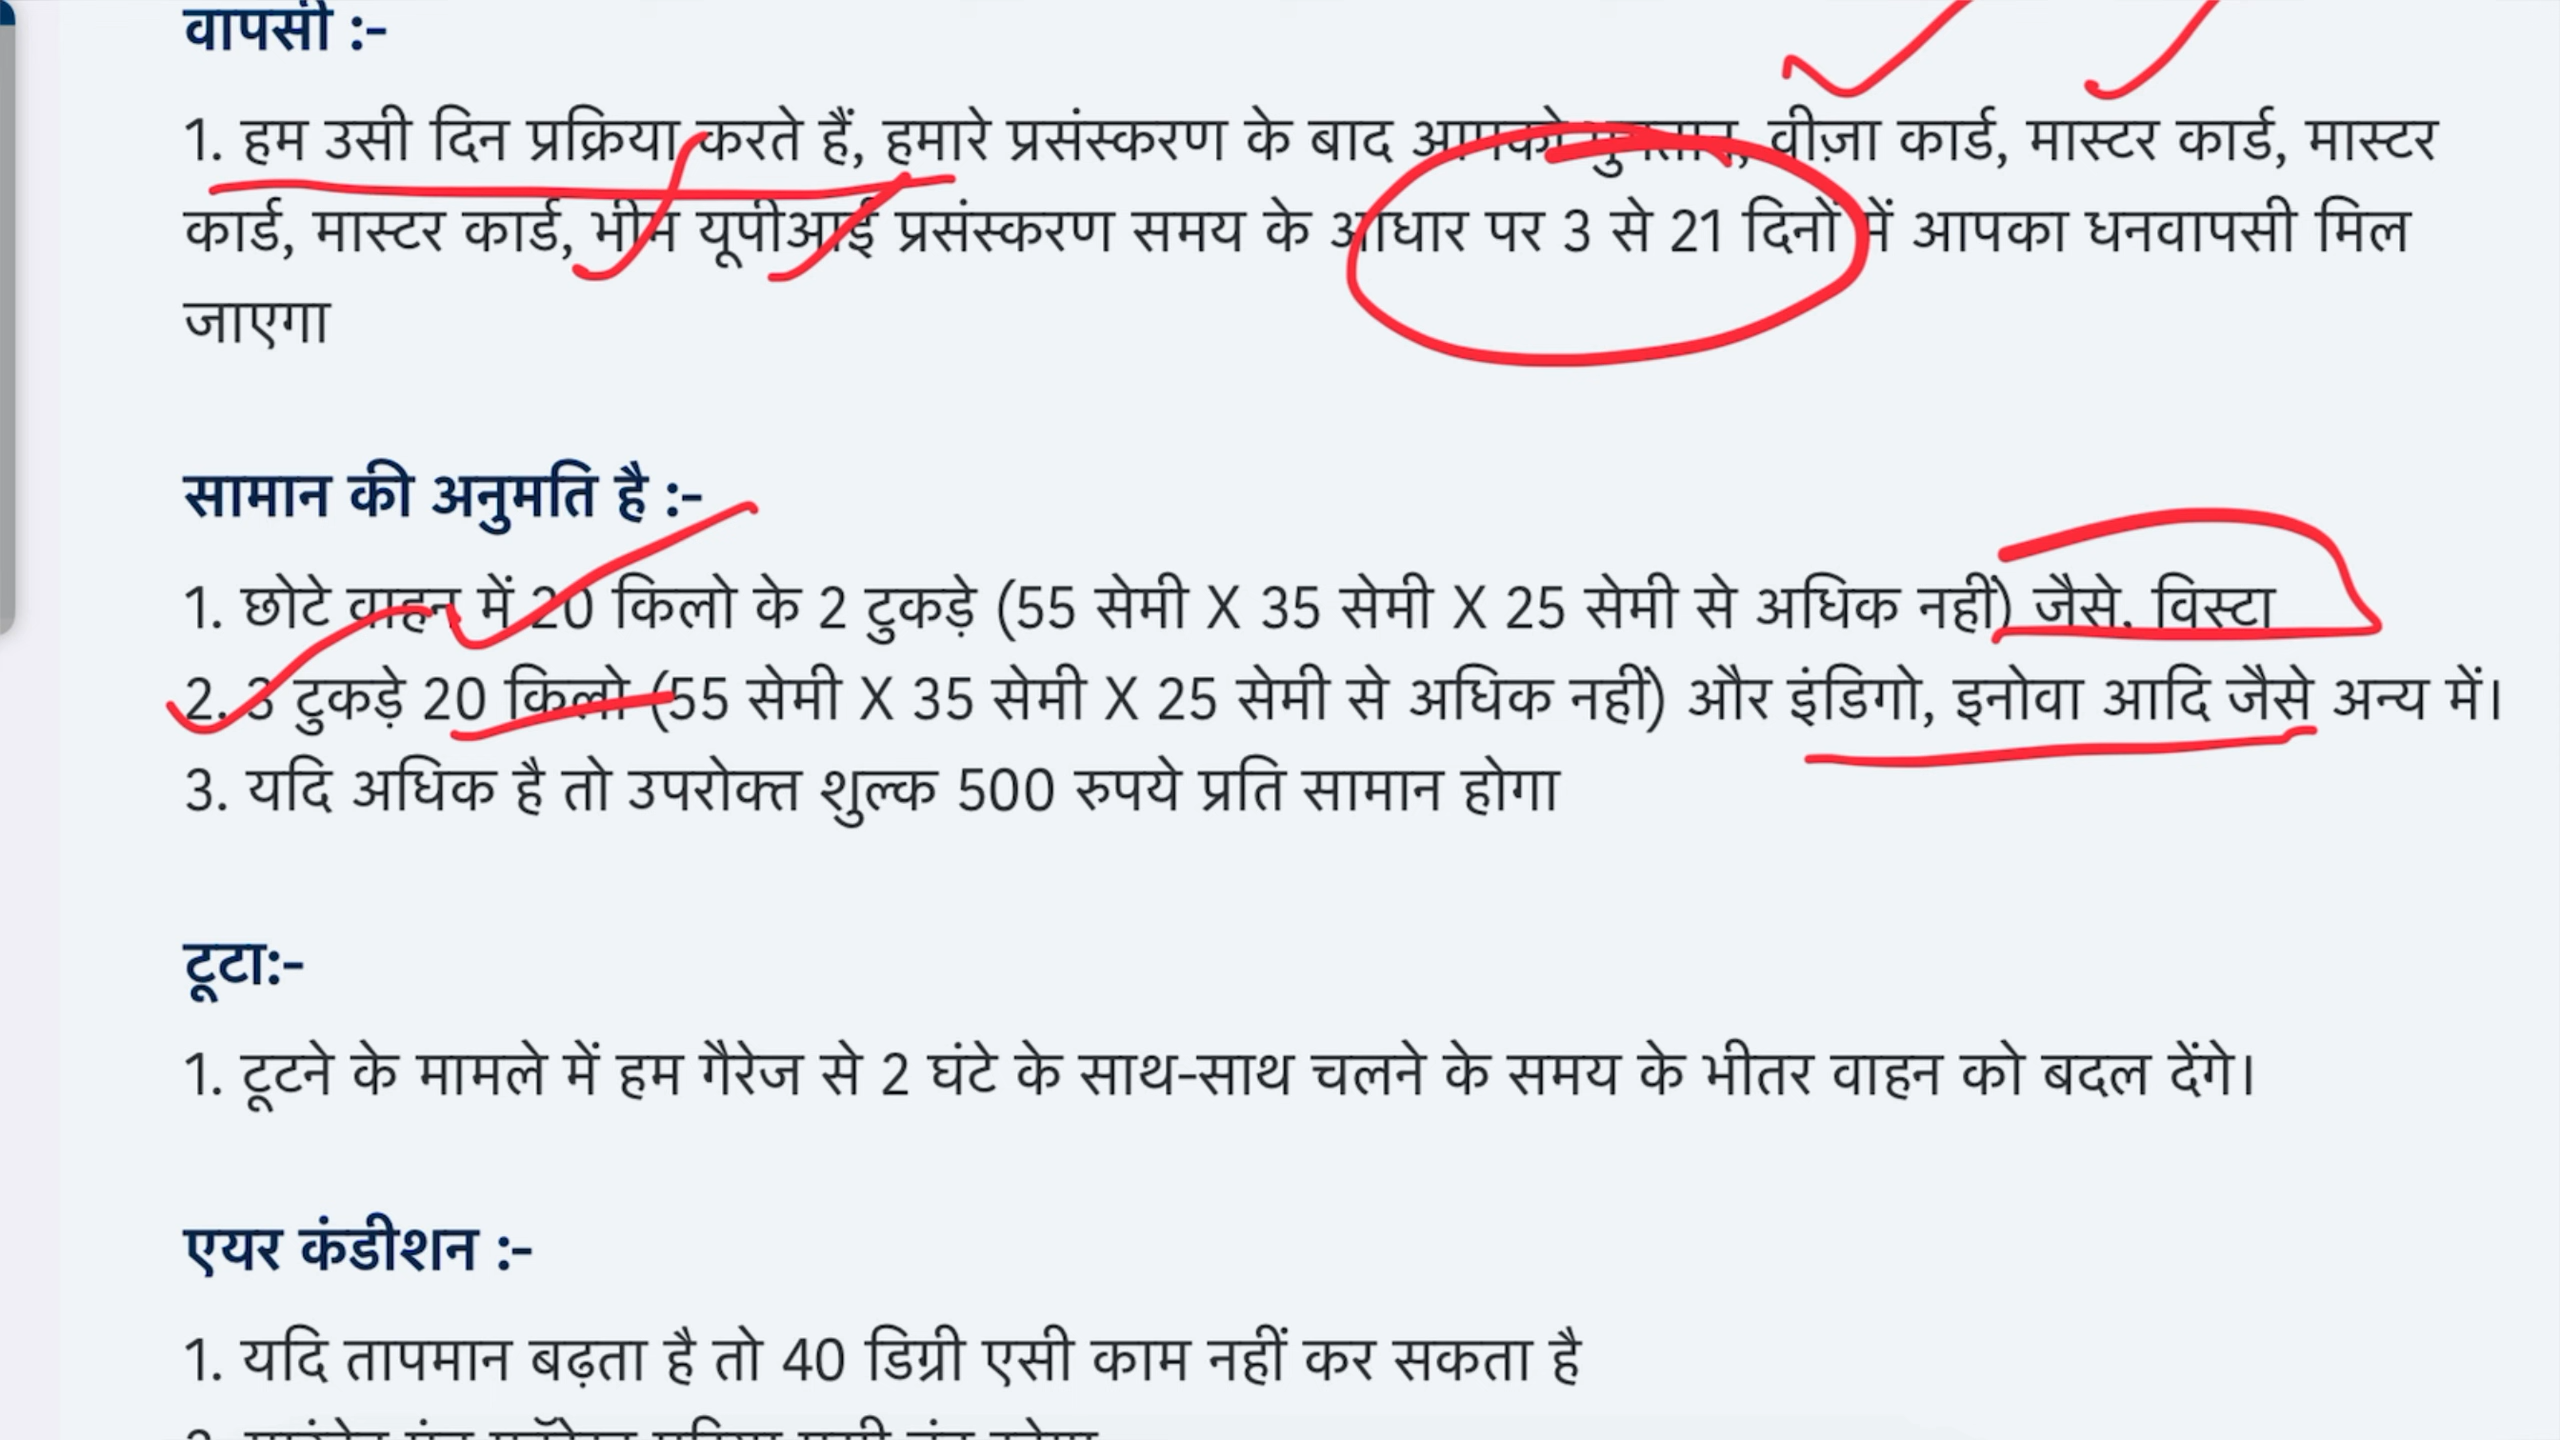 वापसी :-
1. हम उसी दिन प्रक्रिया करते हैं, हमारे प्रसंस्करण के बाद आपको भुगतान, वीज़ा कार्ड, मास्टर कार्ड, मास्टर
कार्ड, मास्टर कार्ड, भीम यूपीआई प्रसंस्करण समय के आधार पर 3 से 21 दिनों में आपका धनवापसी मिल
जाएगा
सामान की अनुमति है :-
1. छोटे वाहन में 20 किलो के 2 टुकड़े (55 सेमी X 35 सेमी X 25 सेमी से अधिक नहीं) जैसे, विस्टा
2. 3 टुकड़े 20 किलो (55 सेमी X 35 सेमी X 25 सेमी से अधिक नहीं) और इंडिगो, इनोवा आदि जैसे अन्य में।
3. यदि अधिक है तो उपरोक्त शुल्क 500 रुपये प्रति सामान होगा
टूटा:-
1. टूटने के मामले में हम गैरेज से 2 घंटे के साथ-साथ चलने के समय के भीतर वाहन को बदल देंगे।
एयर कंडीशन :-
1. यदि तापमान बढ़ता है तो 40 डिग्री एसी काम नहीं कर सकता है